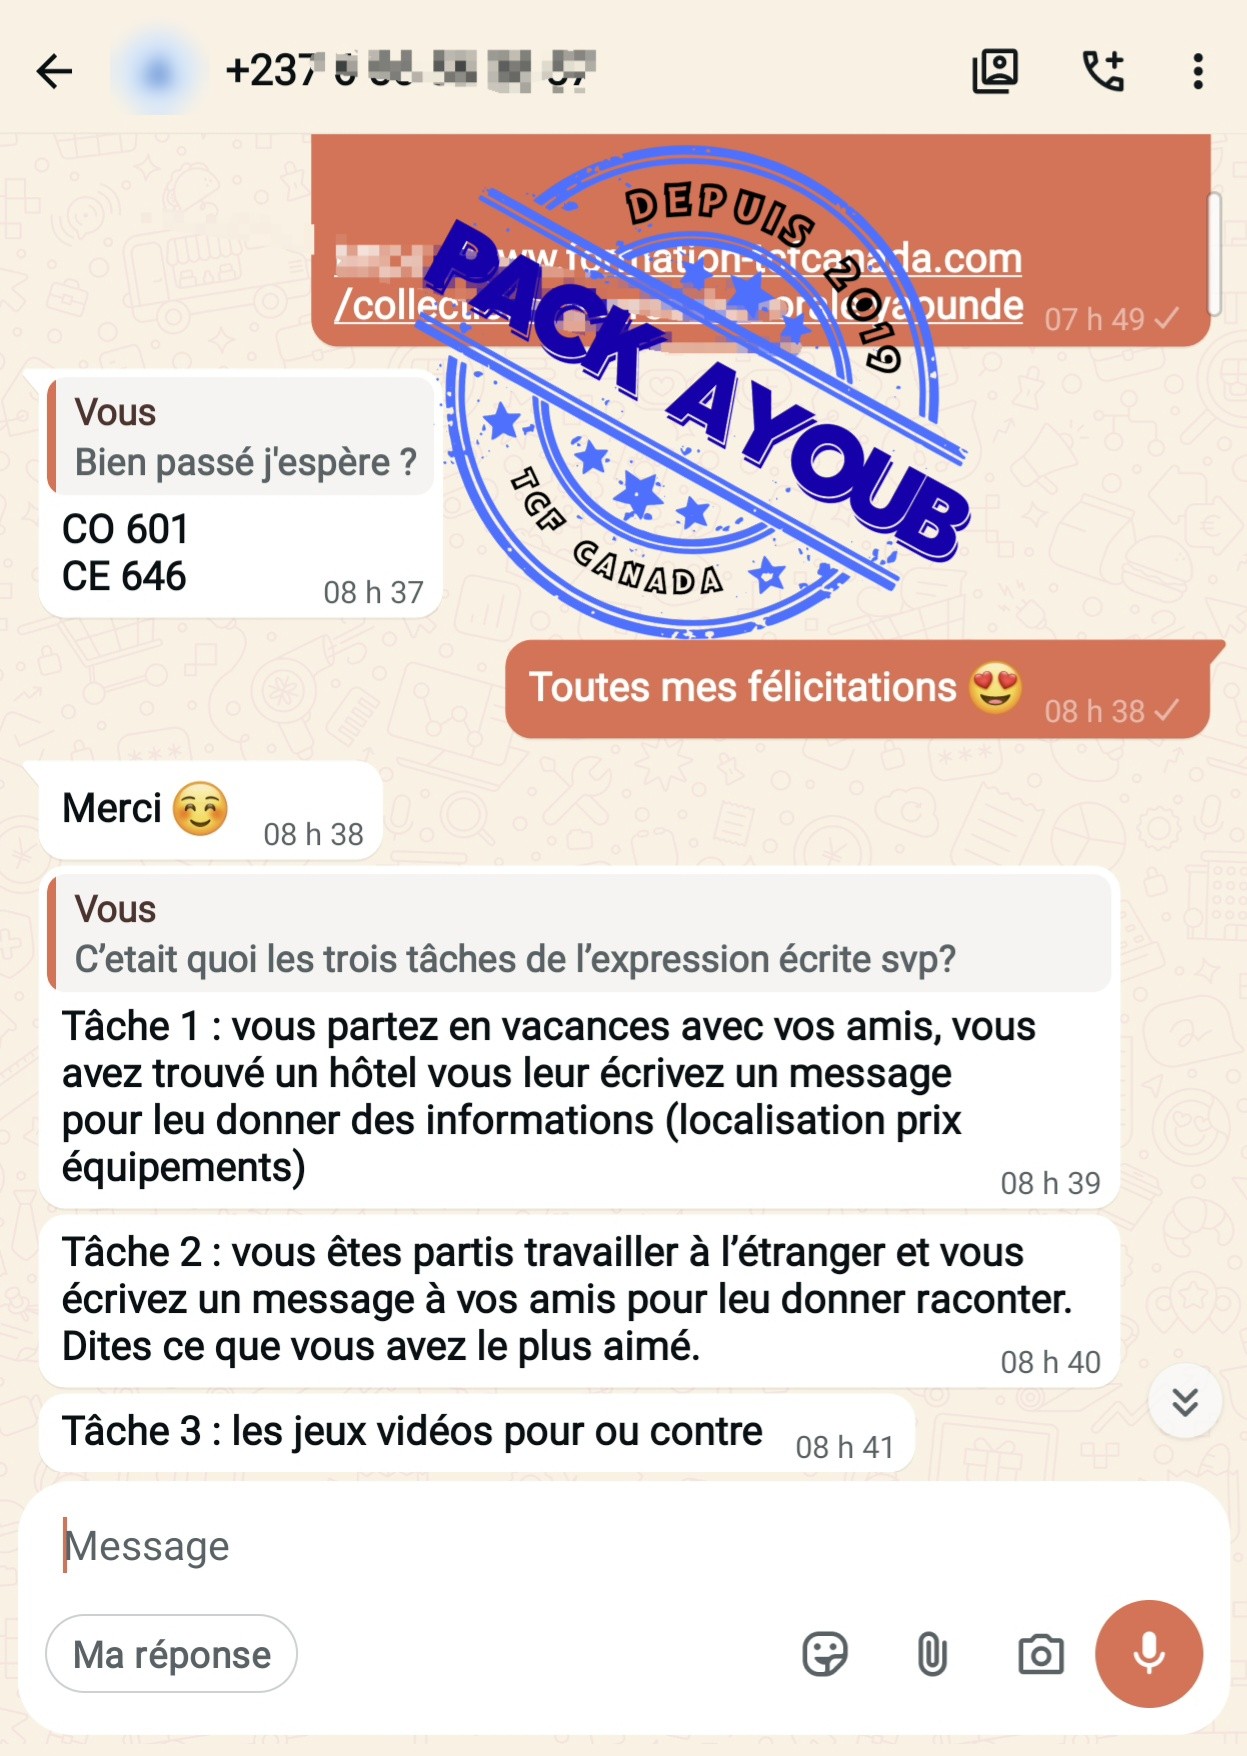 +237
DEPUIS 2019
PACK AYOUB
TCF CANADA
07 h 49
Vous
Bien passé j'espère ?
CO 601
CE 646
08 h 37
Toutes mes félicitations 😍
08 h 38
Merci ☺️
08 h 38
Vous
C’etait quoi les trois tâches de l’expression écrite svp?
Tâche 1 : vous partez en vacances avec vos amis, vous
avez trouvé un hôtel vous leur écrivez un message
pour leu donner des informations (localisation prix
équipements)
08 h 39
Tâche 2 : vous êtes partis travailler à l’étranger et vous
écrivez un message à vos amis pour leu donner raconter.
Dites ce que vous avez le plus aimé.
08 h 40
Tâche 3 : les jeux vidéos pour ou contre
08 h 41
Message
Ma réponse